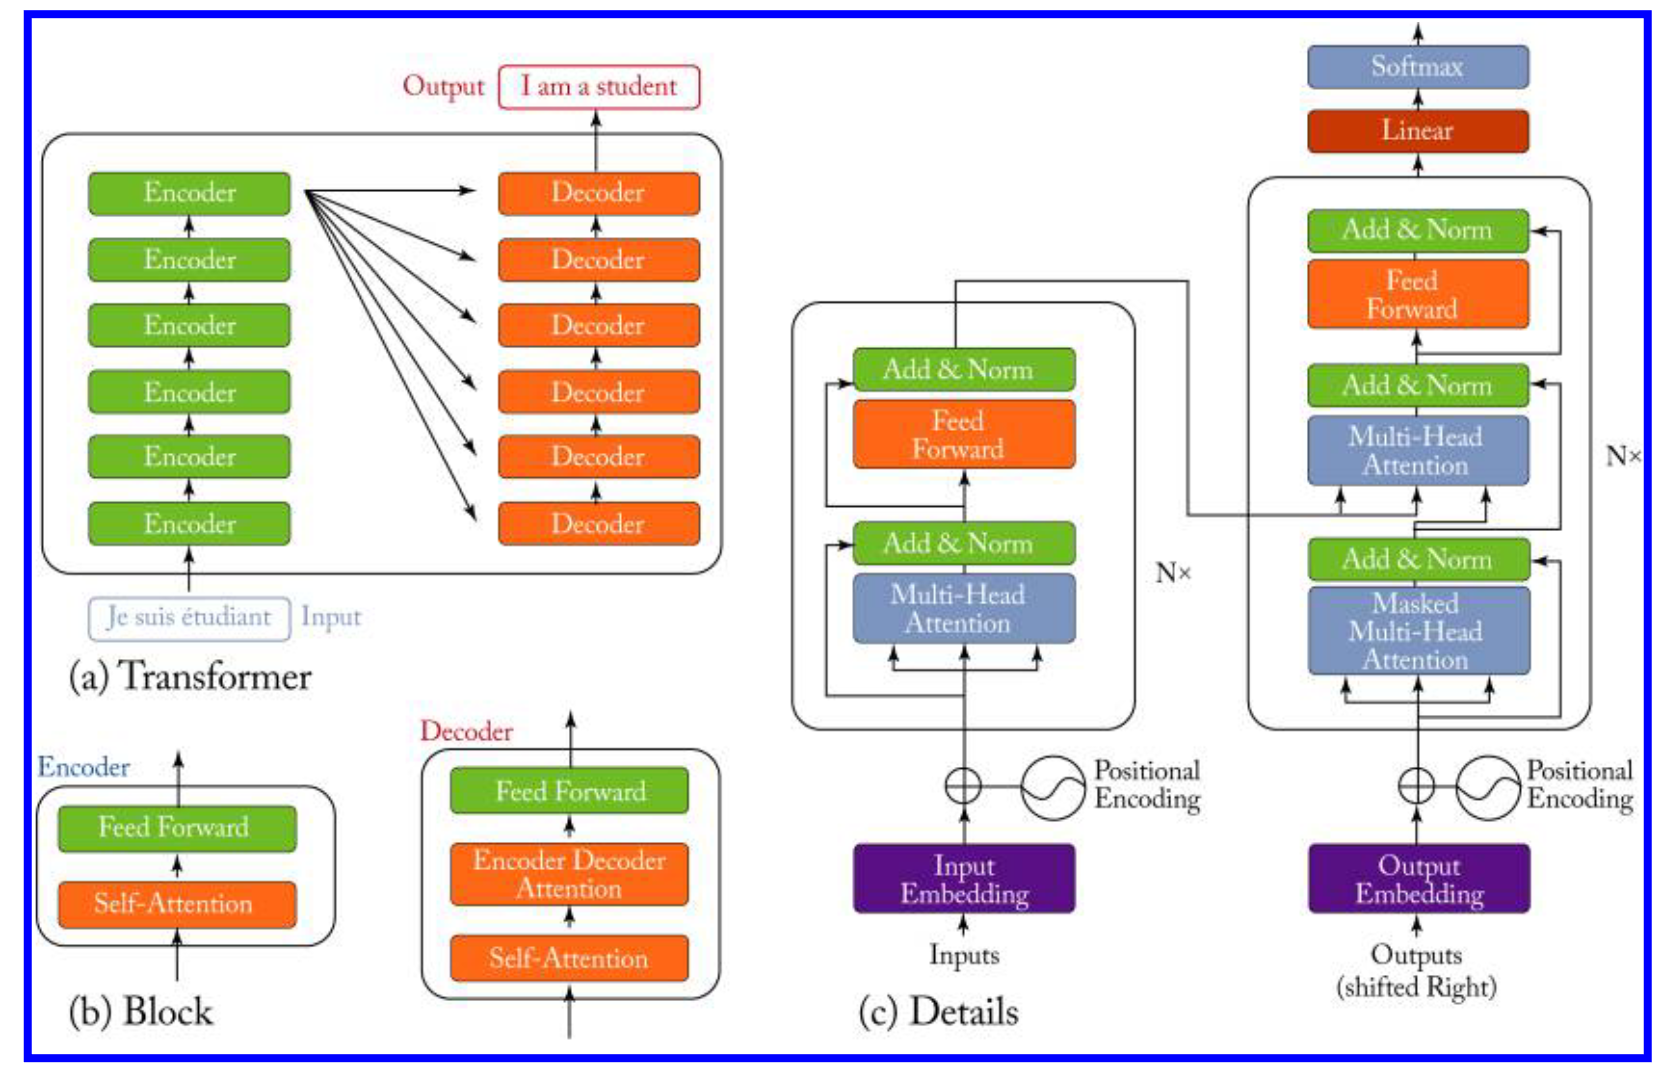 Output
I am a student
Encoder
Encoder
Encoder
Encoder
Encoder
Encoder
Decoder
Decoder
Decoder
Decoder
Decoder
Decoder
Je suis étudiant
Input
(a) Transformer
Encoder
Feed Forward
Self-Attention
(b) Block
Decoder
Feed Forward
Encoder Decoder
Attention
Self-Attention
Add & Norm
Feed
Forward
Add & Norm
Multi-Head
Attention
N×
Positional
Encoding
Input
Embedding
Inputs
(c) Details
Softmax
Linear
Add & Norm
Feed
Forward
Add & Norm
Multi-Head
Attention
N×
Add & Norm
Masked
Multi-Head
Attention
Positional
Encoding
Output
Embedding
Outputs
(shifted Right)